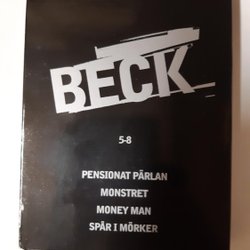 BECK
5-8
PENSIONAT PÄRLAN
MONSTRET
MONEY MAN
SPÅR I MÖRKER